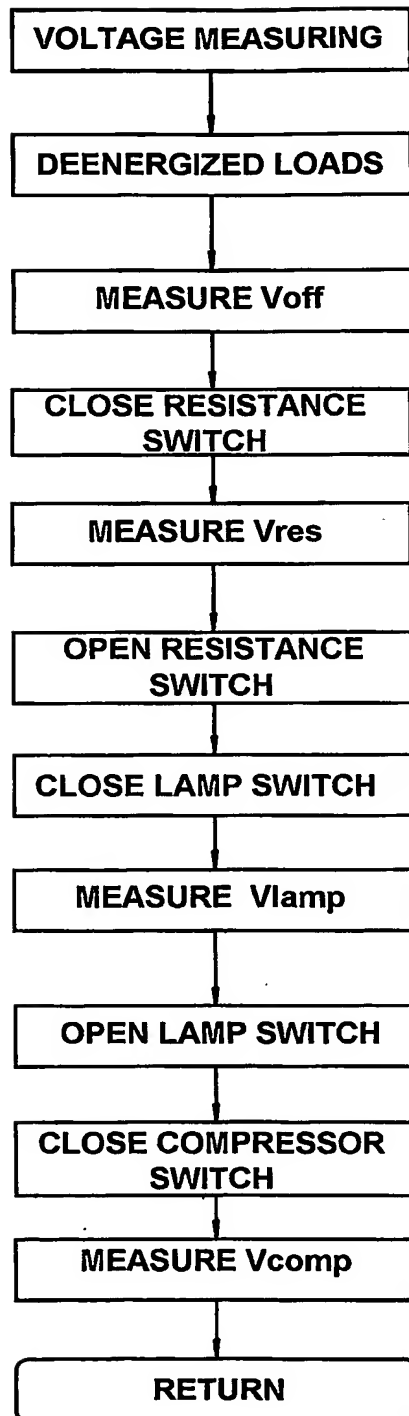 VOLTAGE MEASURING
DEENERGIZED LOADS
MEASURE Voff
CLOSE RESISTANCE
SWITCH
MEASURE Vres
OPEN RESISTANCE
SWITCH
CLOSE LAMP SWITCH
MEASURE Vlamp
OPEN LAMP SWITCH
CLOSE COMPRESSOR
SWITCH
MEASURE Vcomp
RETURN